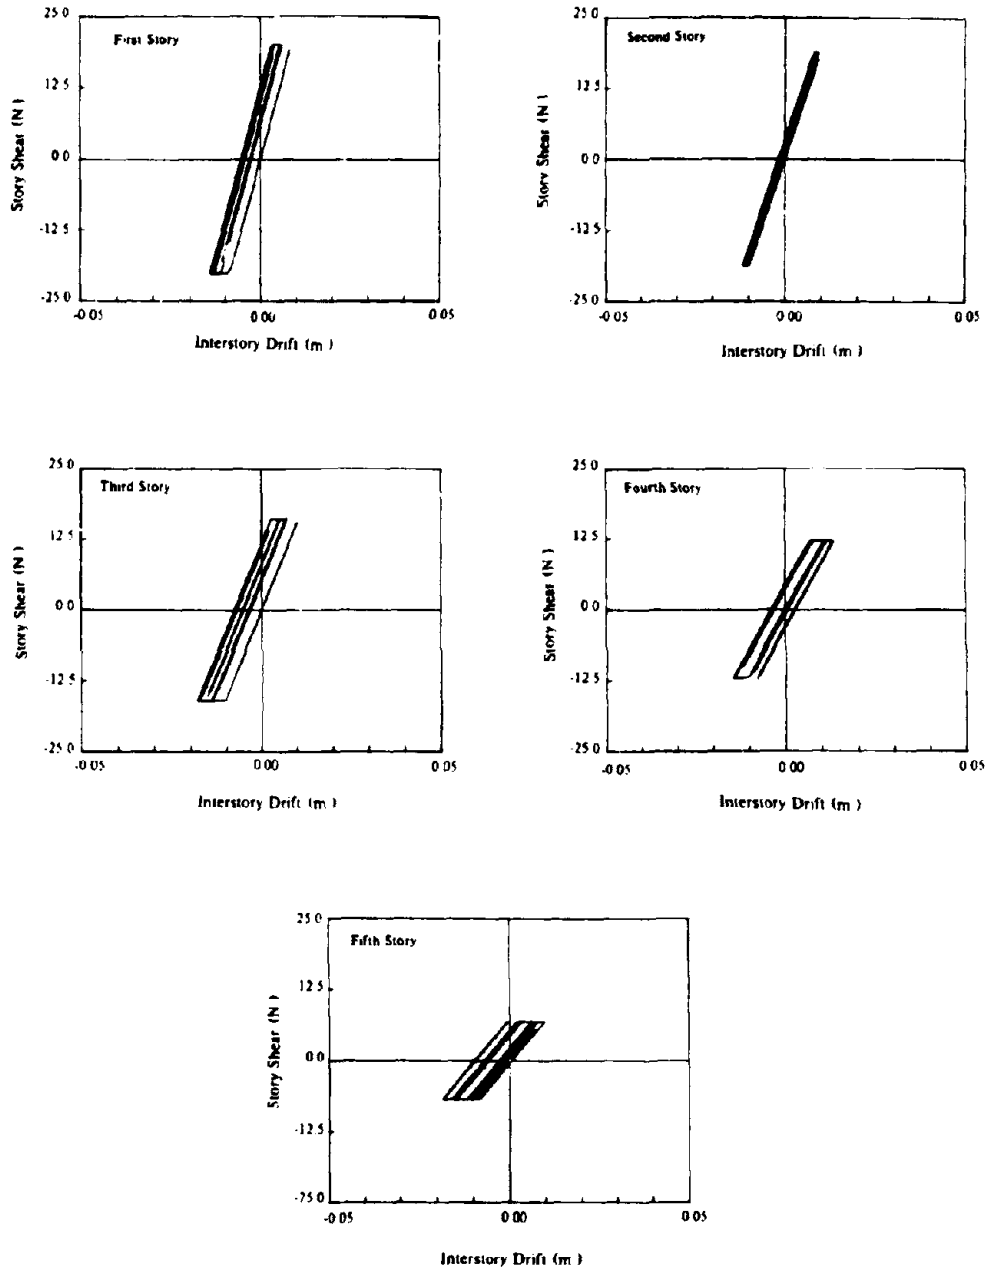 First Story
Story Shear (N)
25.0
12.5
0.0
-12.5
-25.0
-0.05
0.00
0.05
Interstory Drift (m)
Second Story
Story Shear (N)
25.0
12.5
0.0
-12.5
-25.0
-0.05
0.00
0.05
Interstory Drift (m)
Third Story
Story Shear (N)
25.0
12.5
0.0
-12.5
-25.0
-0.05
0.00
0.05
Interstory Drift (m)
Fourth Story
Story Shear (N)
25.0
12.5
0.0
-12.5
-25.0
-0.05
0.00
0.05
Interstory Drift (m)
Fifth Story
Story Shear (N)
25.0
12.5
0.0
-12.5
-75.0
-0.05
0.00
0.05
Interstory Drift (m)